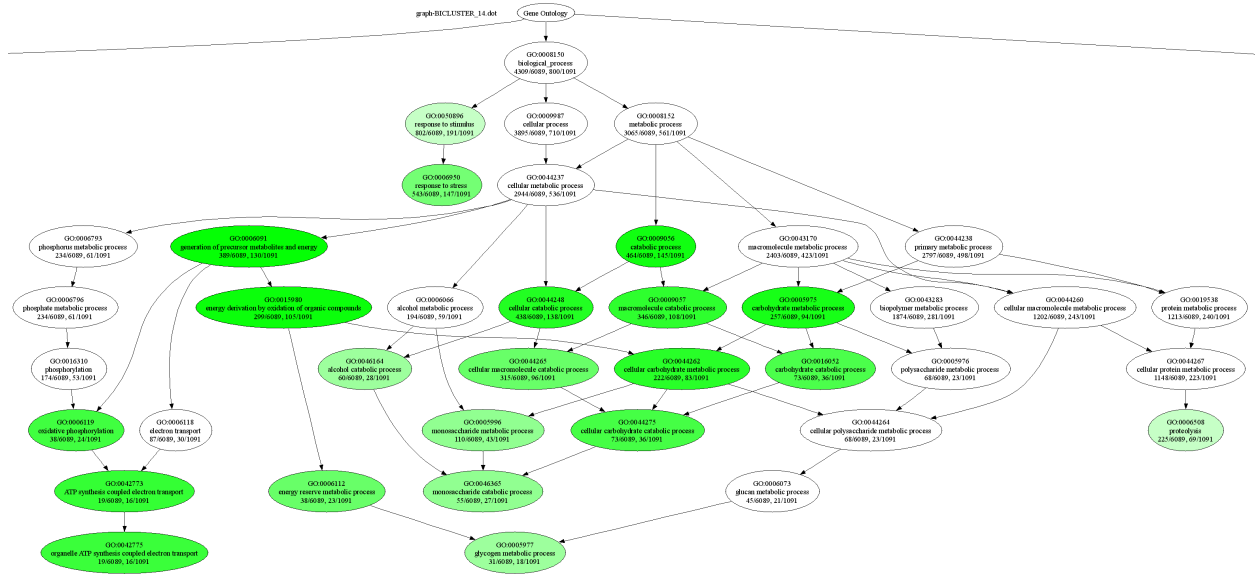 graph-BICLUSTER_14.dot
Gene Ontology
GO:0008150
biological_process
4309/6089, 800/1091
GO:0050896
response to stimulus
802/6089, 191/1091
GO:0009987
cellular process
3895/6089, 710/1091
GO:0008152
metabolic process
3065/6089, 561/1091
GO:0006950
response to stress
543/6089, 147/1091
GO:0044237
cellular metabolic process
2944/6089, 536/1091
GO:0006793
phosphorus metabolic process
234/6089, 61/1091
GO:0006091
generation of precursor metabolites and energy
389/6089, 130/1091
GO:0009056
catabolic process
464/6089, 145/1091
GO:0043170
macromolecule metabolic process
2403/6089, 423/1091
GO:0044238
primary metabolic process
2797/6089, 498/1091
GO:0006796
phosphate metabolic process
234/6089, 61/1091
GO:0015980
energy derivation by oxidation of organic compounds
299/6089, 105/1091
GO:0006066
alcohol metabolic process
194/6089, 59/1091
GO:0044248
cellular catabolic process
438/6089, 138/1091
GO:0009057
macromolecule catabolic process
346/6089, 108/1091
GO:0005975
carbohydrate metabolic process
257/6089, 94/1091
GO:0043283
biopolymer metabolic process
1874/6089, 281/1091
GO:0044260
cellular macromolecule metabolic process
1202/6089, 243/1091
GO:0019538
protein metabolic process
1213/6089, 240/1091
GO:0016310
phosphorylation
174/6089, 53/1091
GO:0046164
alcohol catabolic process
60/6089, 28/1091
GO:0044265
cellular macromolecule catabolic process
315/6089, 96/1091
GO:0044262
cellular carbohydrate metabolic process
222/6089, 83/1091
GO:0016052
carbohydrate catabolic process
73/6089, 36/1091
GO:0005976
polysaccharide metabolic process
68/6089, 23/1091
GO:0044267
cellular protein metabolic process
1148/6089, 223/1091
GO:0006119
oxidative phosphorylation
38/6089, 24/1091
GO:0006118
electron transport
87/6089, 30/1091
GO:0005996
monosaccharide metabolic process
110/6089, 43/1091
GO:0044275
cellular carbohydrate catabolic process
73/6089, 36/1091
GO:0044264
cellular polysaccharide metabolic process
68/6089, 23/1091
GO:0006508
proteolysis
225/6089, 69/1091
GO:0042773
ATP synthesis coupled electron transport
19/6089, 16/1091
GO:0006112
energy reserve metabolic process
38/6089, 23/1091
GO:0046365
monosaccharide catabolic process
55/6089, 27/1091
GO:0006073
glucan metabolic process
45/6089, 21/1091
GO:0042775
organelle ATP synthesis coupled electron transport
19/6089, 16/1091
GO:0005977
glycogen metabolic process
31/6089, 18/1091